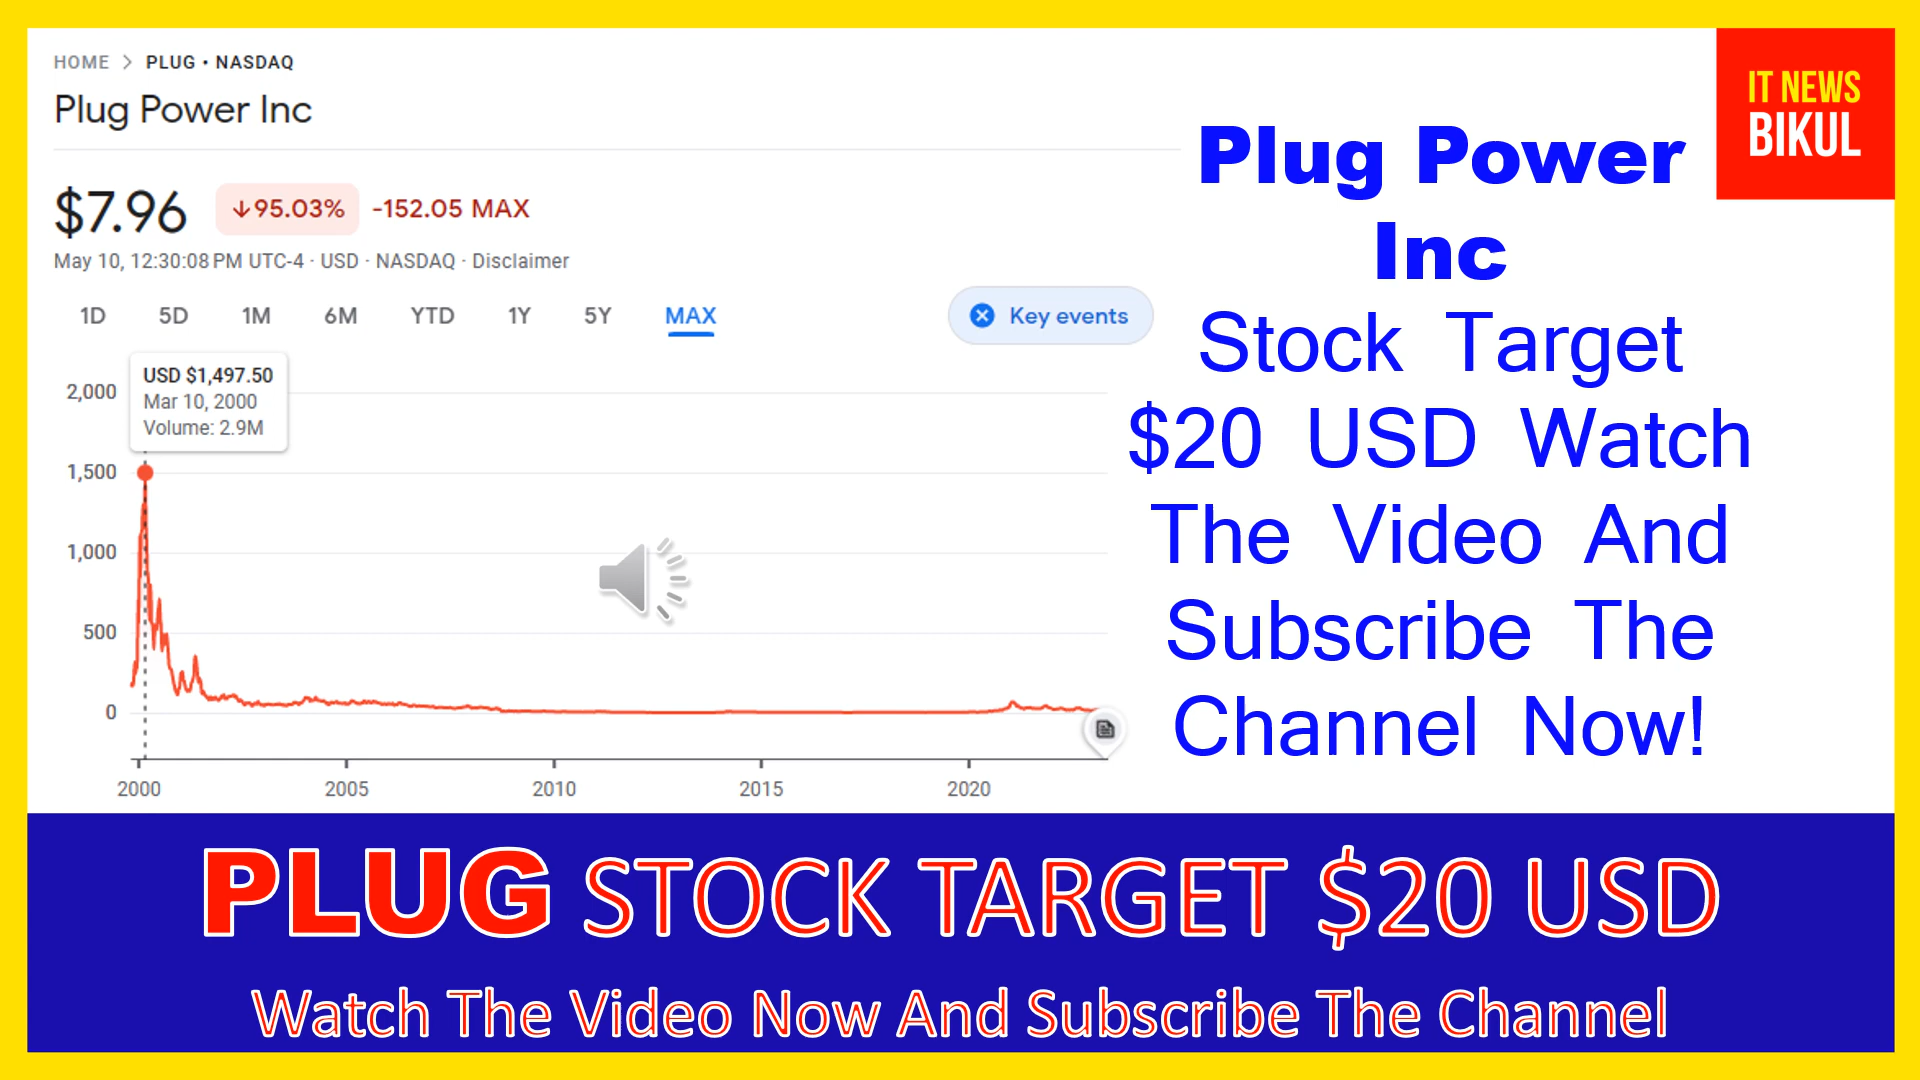 HOME > PLUG • NASDAQ
Plug Power Inc
$7.96 ↓95.03% -152.05 MAX
May 10, 12:30:08 PM UTC-4 · USD · NASDAQ · Disclaimer
1D 5D 1M 6M YTD 1Y 5Y MAX
Key events
USD $1,497.50
Mar 10, 2000
Volume: 2.9M
2,000
1,500
1,000
500
0
2000 2005 2010 2015 2020
IT NEWS
BIKUL
Plug Power
Inc
Stock Target
$20 USD Watch
The Video And
Subscribe The
Channel Now!
PLUG STOCK TARGET $20 USD
Watch The Video Now And Subscribe The Channel